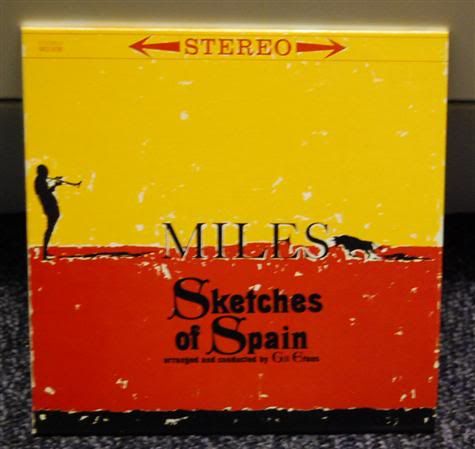 STEREO
MILES
Sketches
of Spain
arranged and conducted by Gil Evans